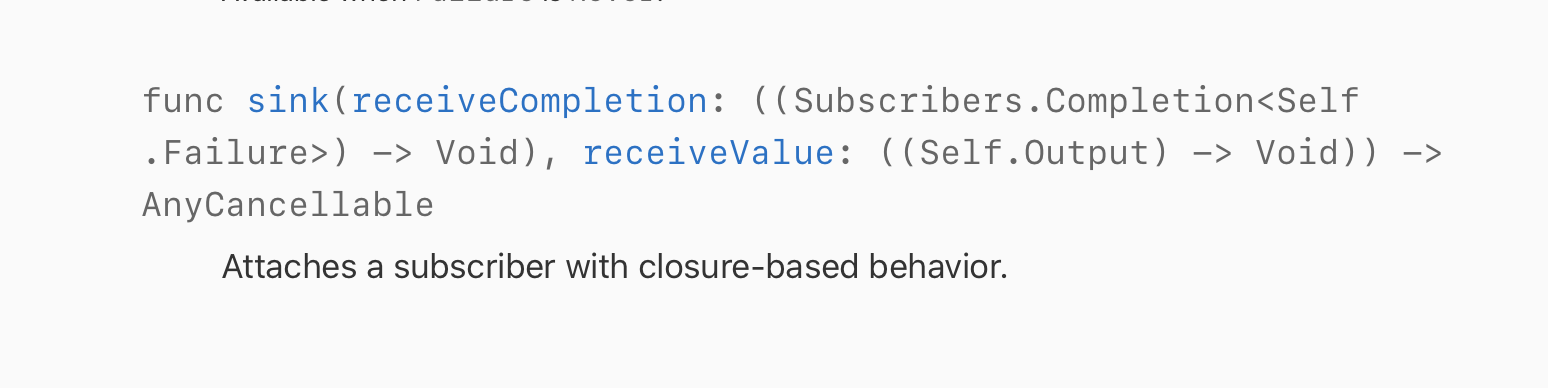 func sink(receiveCompletion: ((Subscribers.Completion<Self
.Failure>) -> Void), receiveValue: ((Self.Output) -> Void)) ->
AnyCancellable
Attaches a subscriber with closure-based behavior.